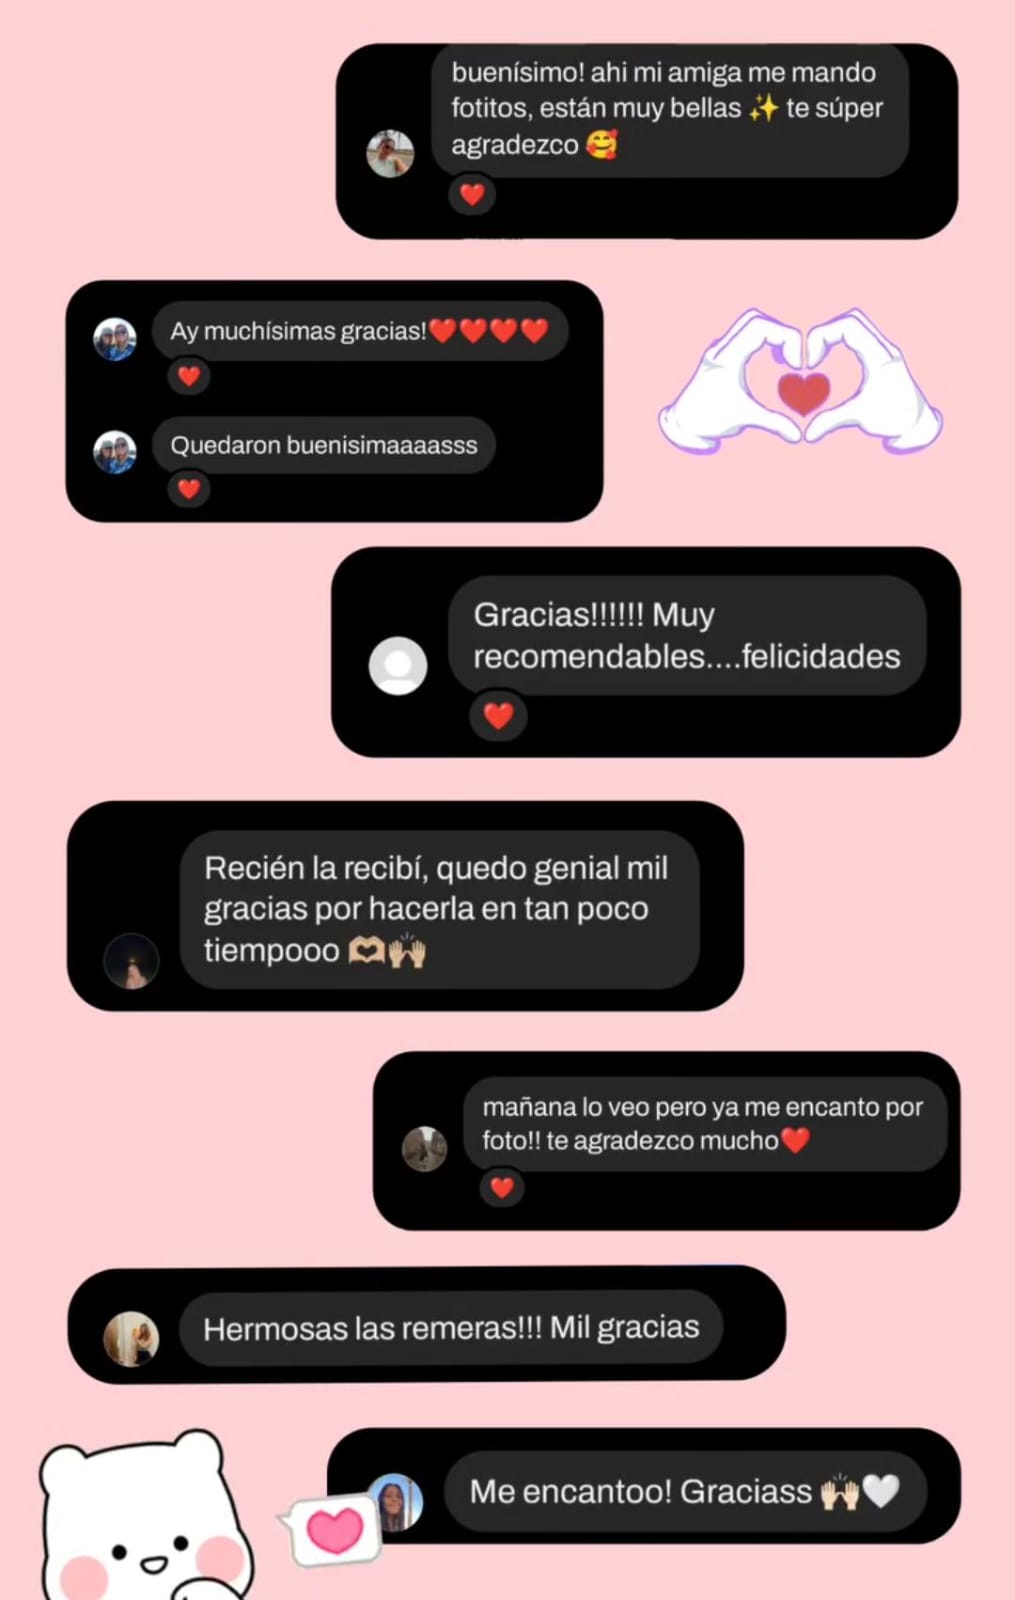 buenísimo! ahi mi amiga me mando
fotitos, están muy bellas ✨ te súper
agradezco 🥰
Ay muchísimas gracias!❤️❤️❤️❤️
Quedaron buenisimaaaasss
Gracias!!!!!! Muy
recomendables....felicidades
Recién la recibí, quedo genial mil
gracias por hacerla en tan poco
tiempooo 🫶🏼🙌🏼
mañana lo veo pero ya me encanto por
foto!! te agradezco mucho❤️
Hermosas las remeras!!! Mil gracias
Me encantoo! Graciass 🙌🏼🤍